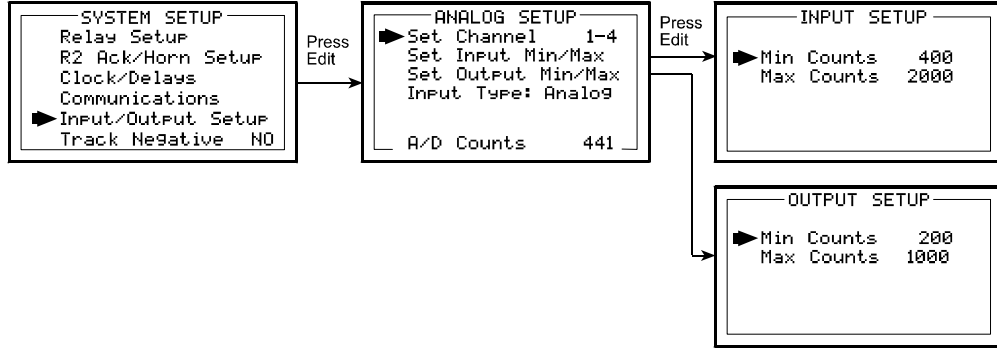 SYSTEM SETUP
Relay Setup
R2 Ack/Horn Setup
Clock/Delays
Communications
Input/Output Setup
Track Negative NO
Press
Edit
ANALOG SETUP
Set Channel 1-4
Set Input Min/Max
Set Output Min/Max
Input Type: Analog
A/D Counts 441
Press
Edit
INPUT SETUP
Min Counts 400
Max Counts 2000
OUTPUT SETUP
Min Counts 200
Max Counts 1000